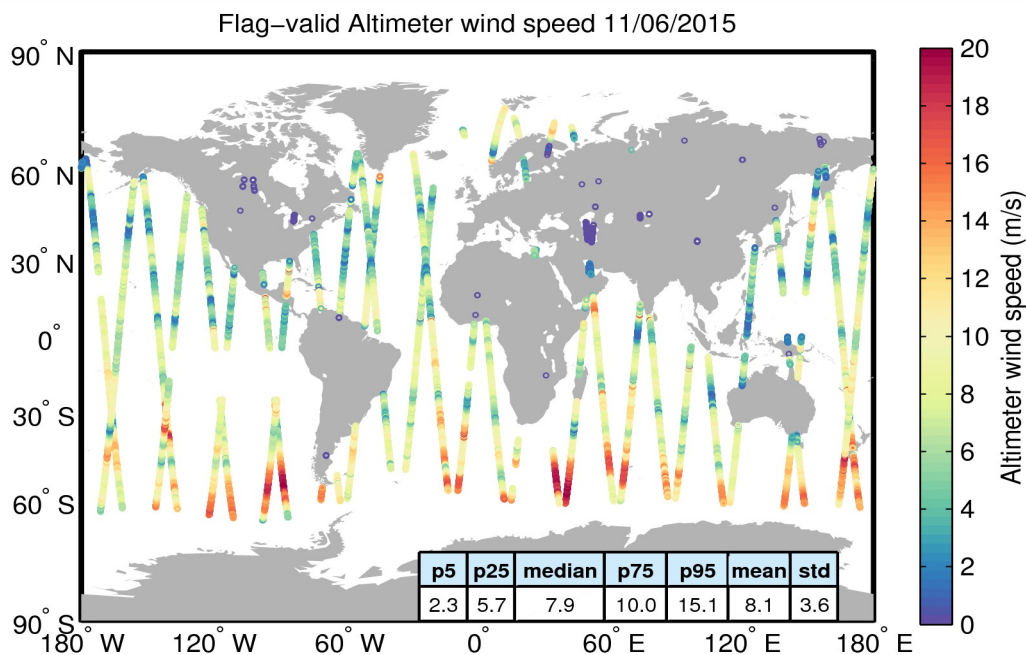 Flag−valid Altimeter wind speed 11/06/2015
90° N
60° N
30° N
0°
30° S
60° S
90° S
180° W
120° W
60° W
0°
60° E
120° E
180° E
p5 p25 median p75 p95 mean std
2.3 5.7 7.9 10.0 15.1 8.1 3.6
20
18
16
14
12
10
8
6
4
2
0
Altimeter wind speed (m/s)